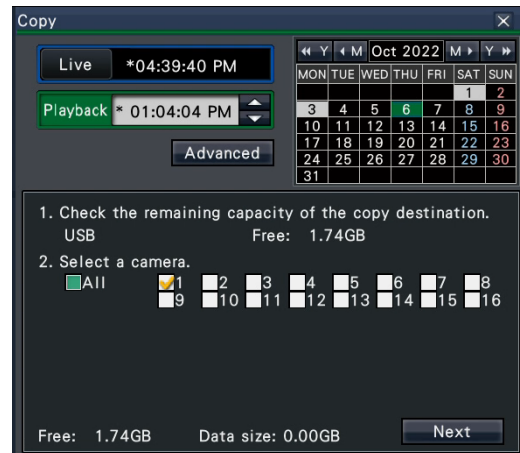 Copy
Live *04:39:40 PM
Playback * 01:04:04 PM
Advanced
Y M Oct 2022 M Y
MON TUE WED THU FRI SAT SUN
1 2
3 4 5 6 7 8 9
10 11 12 13 14 15 16
17 18 19 20 21 22 23
24 25 26 27 28 29 30
31
1. Check the remaining capacity of the copy destination.
USB Free: 1.74GB
2. Select a camera.
All 1 2 3 4 5 6 7 8
9 10 11 12 13 14 15 16
Free: 1.74GB Data size: 0.00GB Next